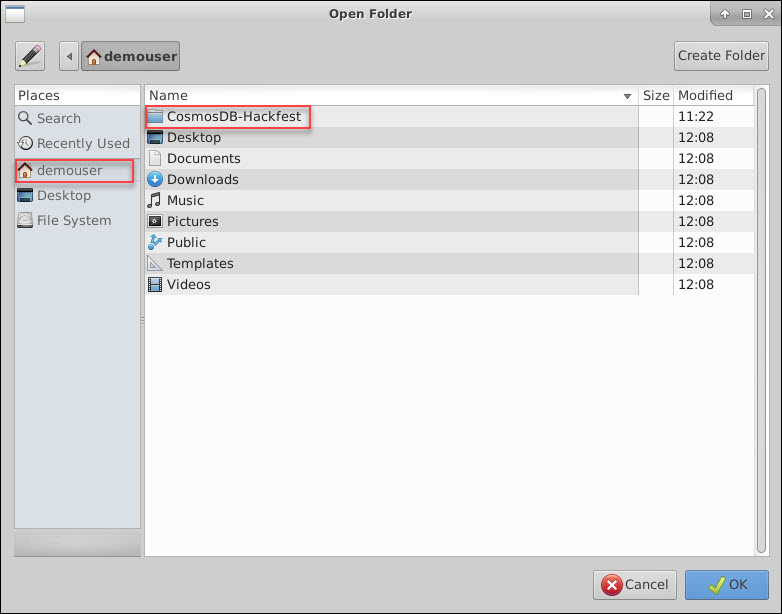 Open Folder
demouser
Create Folder
Places
Search
Recently Used
demouser
Desktop
File System
Name Size Modified
CosmosDB-Hackfest 11:22
Desktop 12:08
Documents 12:08
Downloads 12:08
Music 12:08
Pictures 12:08
Public 12:08
Templates 12:08
Videos 12:08
Cancel OK